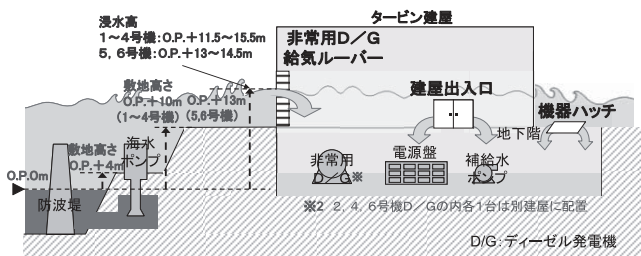 浸水高
1～4号機:O.P.+11.5～15.5m
5, 6号機:O.P.+13～14.5m
タービン建屋
非常用D／G
給気ルーバー
敷地高さ
O.P.+10m O.P.+13m
(1～4号機) (5,6号機)
建屋出入口
機器ハッチ
敷地高さ
O.P.+4m
海水
ポンプ
地下階
非常用
D／G※
電源盤
補給水
ポンプ
O.P.0m
防波堤
※2 2, 4, 6号機D／Gの内各1台は別建屋に配置
D/G:ディーゼル発電機